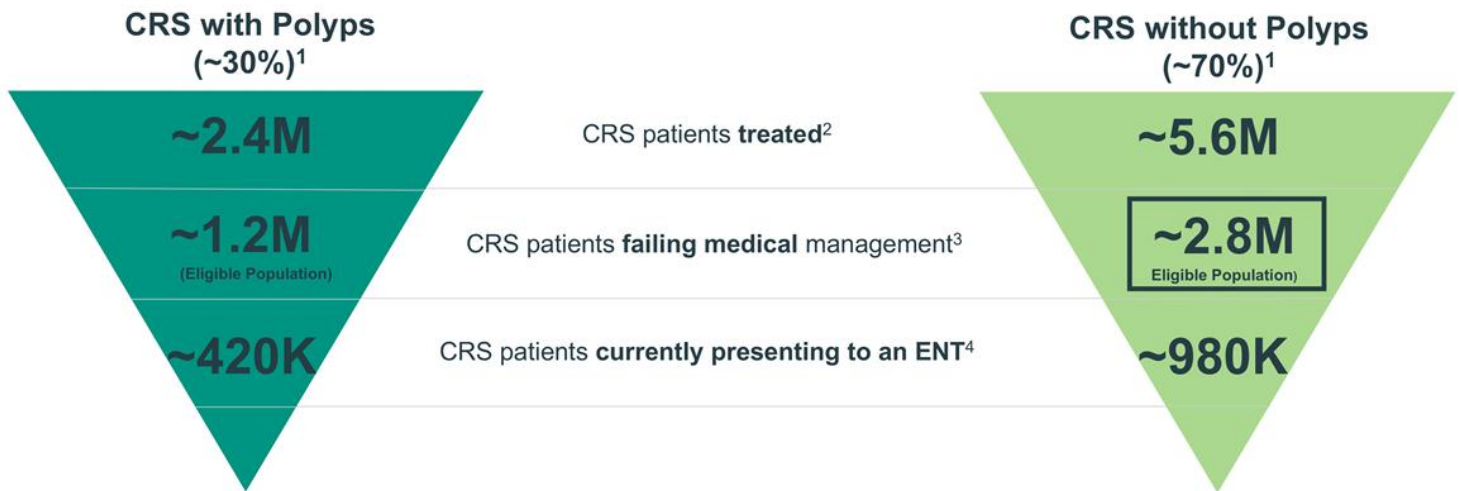 CRS with Polyps
(~30%)¹
CRS without Polyps
(~70%)¹
~2.4M
CRS patients treated²
~5.6M
~1.2M
(Eligible Population)
CRS patients failing medical management³
~2.8M
Eligible Population)
~420K
CRS patients currently presenting to an ENT⁴
~980K